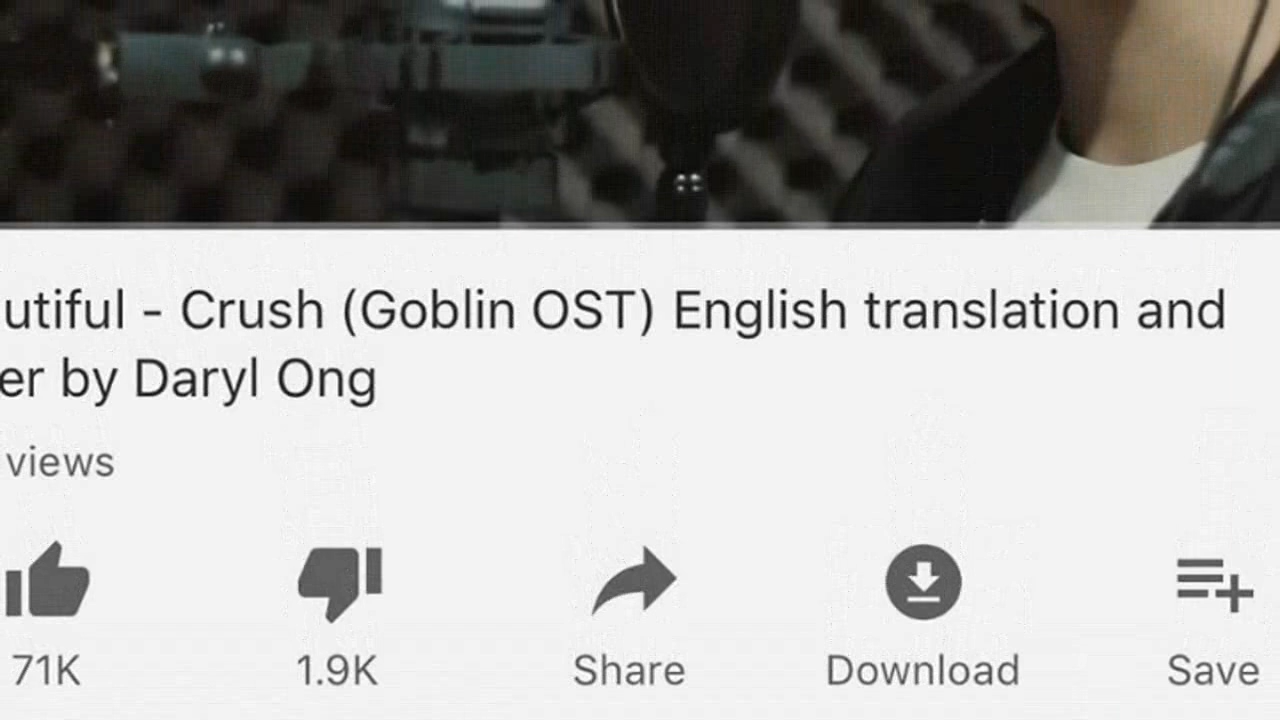 utiful - Crush (Goblin OST) English translation and
er by Daryl Ong
views
71K 1.9K Share Download Save